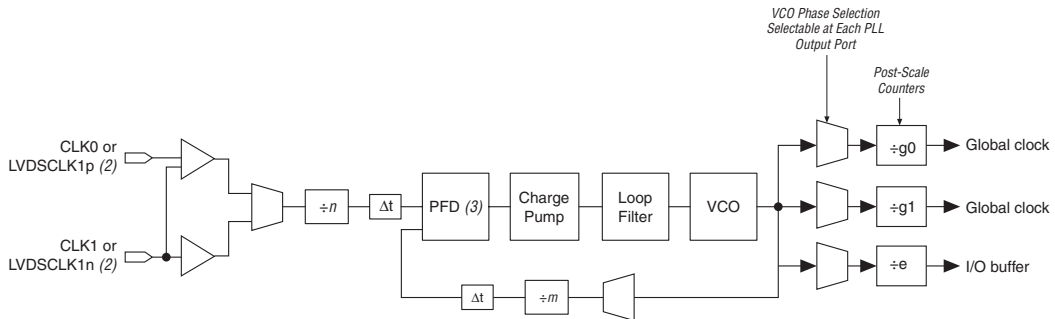 VCO Phase Selection
Selectable at Each PLL
Output Port
Post-Scale
Counters
CLK0 or
LVDSCLK1p (2)
÷g0
Global clock
÷n
Δt
PFD (3)
Charge
Pump
Loop
Filter
VCO
÷g1
Global clock
CLK1 or
LVDSCLK1n (2)
÷e
I/O buffer
Δt
÷m